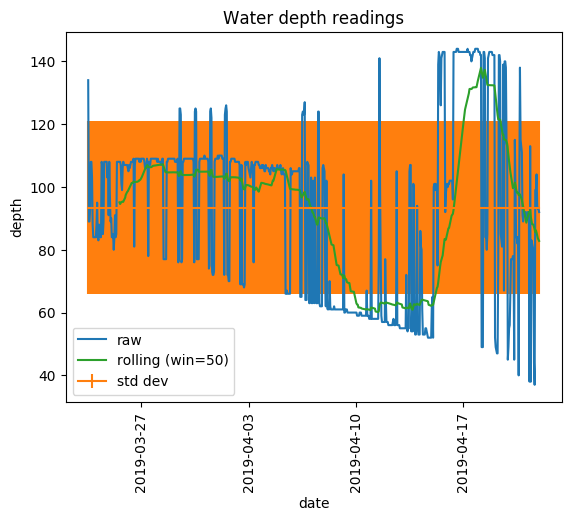 Water depth readings
140
120
100
80
60
40
depth
raw
rolling (win=50)
std dev
2019-03-27
2019-04-03
2019-04-10
2019-04-17
date